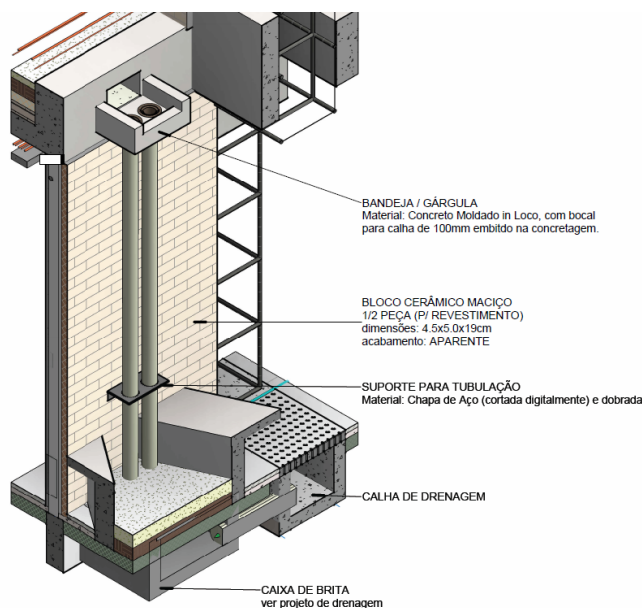 BANDEJA / GÁRGULA
Material: Concreto Moldado in Loco, com bocal
para calha de 100mm embitdo na concretagem.
BLOCO CERÂMICO MACIÇO
1/2 PEÇA (P/ REVESTIMENTO)
dimensões: 4.5x5.0x19cm
acabamento: APARENTE
SUPORTE PARA TUBULAÇÃO
Material: Chapa de Aço (cortada digitalmente) e dobrada
CALHA DE DRENAGEM
CAIXA DE BRITA
ver projeto de drenagem